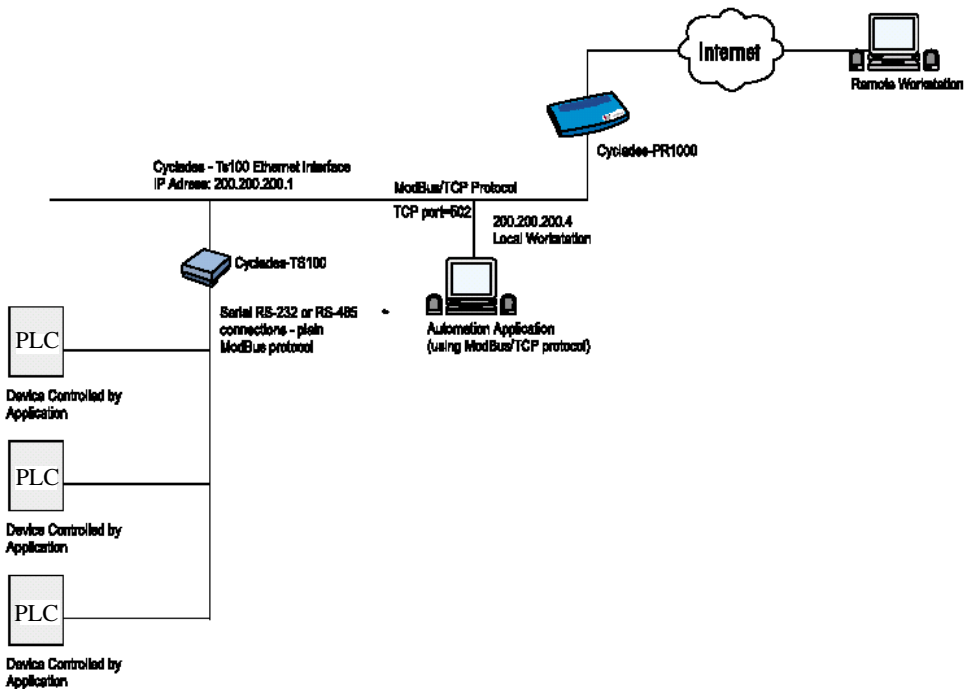 Internet
Remote Workstation
Cyclades-PR1000
Cyclades - Ts100 Ethernet Interface
IP Adress: 200.200.200.1
ModBus/TCP Protocol
TCP port=502
200.200.200.4
Local Workstation
Cyclades-TS100
Serial RS-232 or RS-485
connections - plain
ModBus protocol
Automation Application
(using ModBus/TCP protocol)
PLC
Device Controlled by
Application
PLC
Device Controlled by
Application
PLC
Device Controlled by
Application